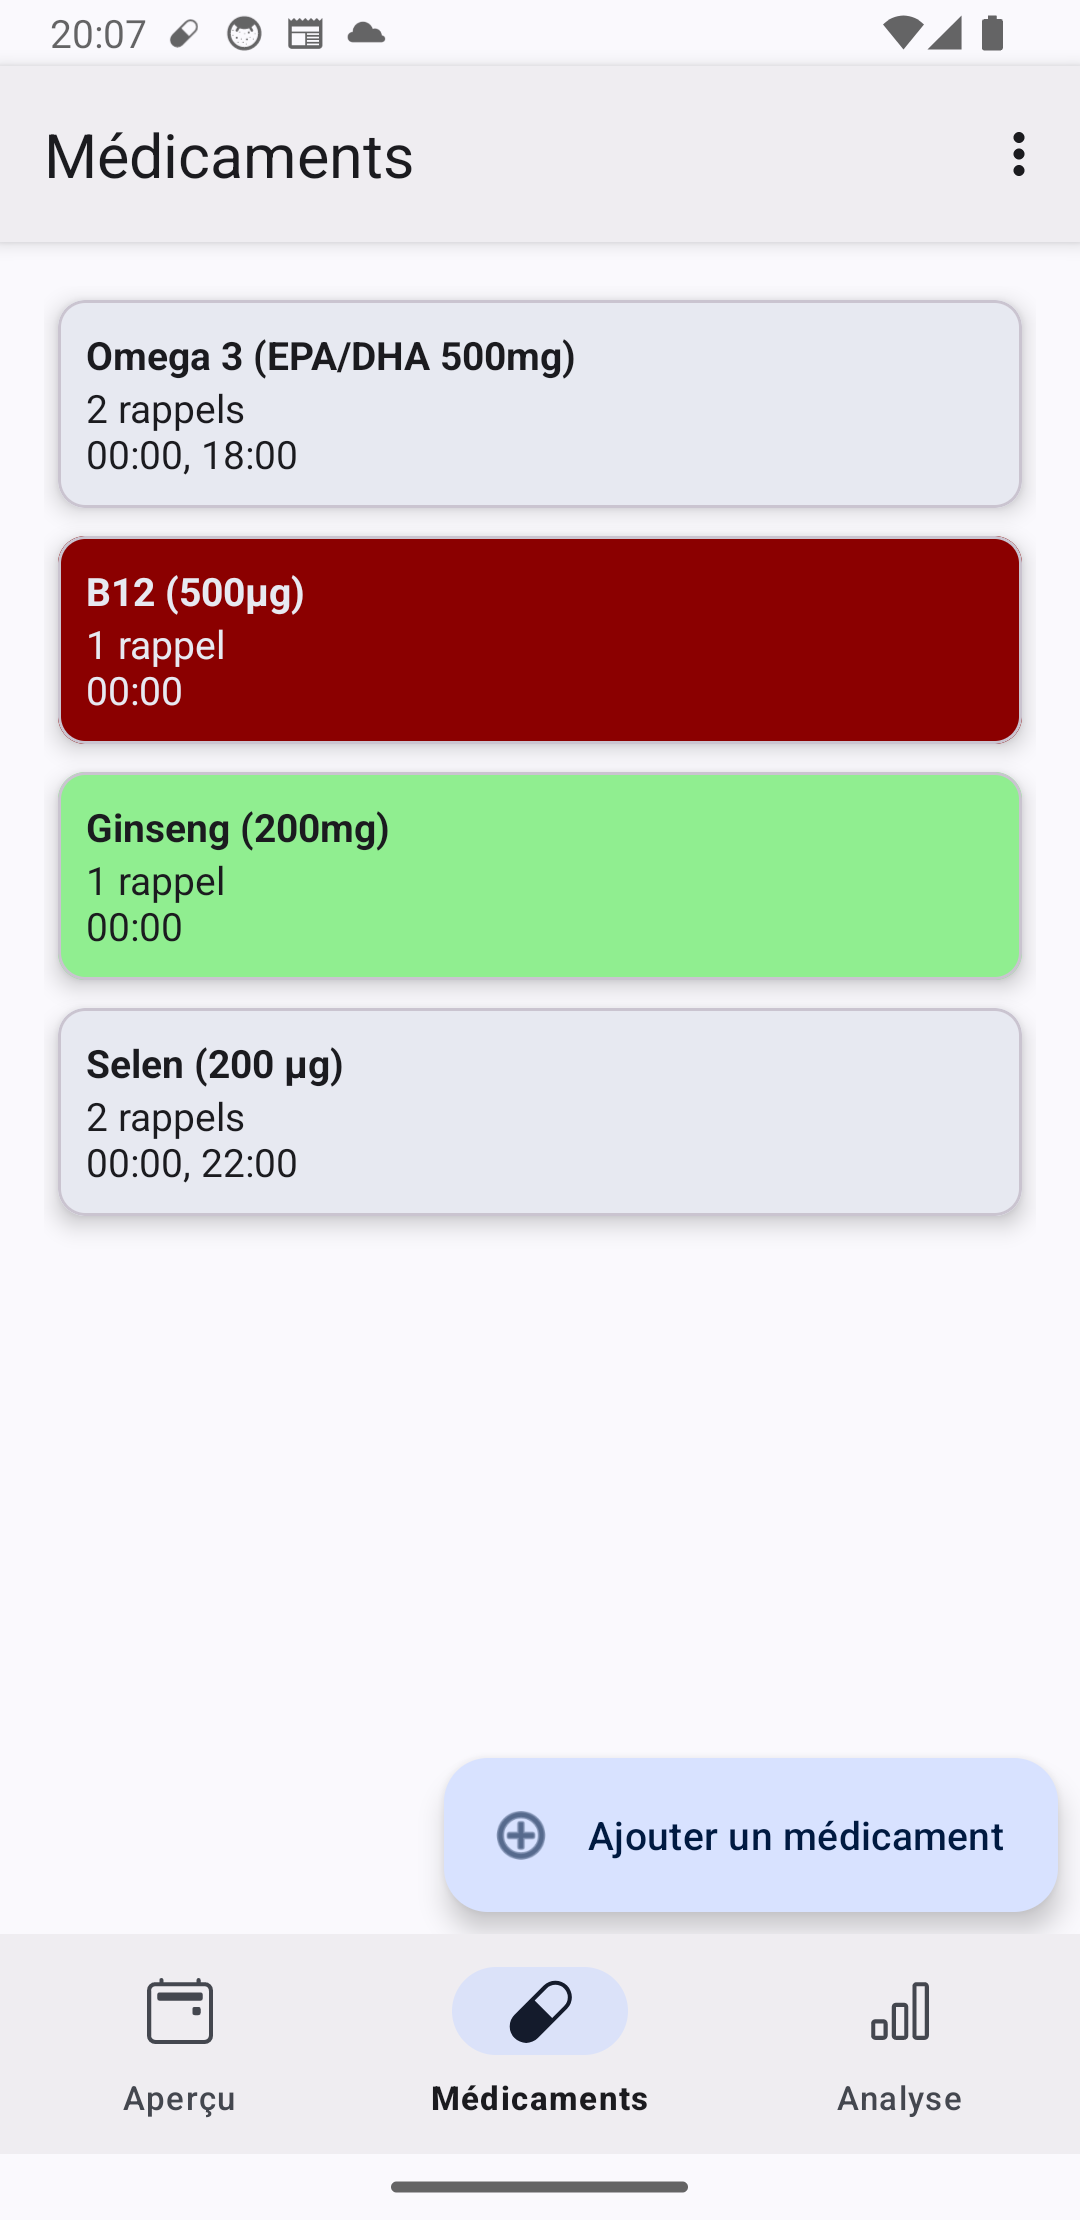 20:07
Médicaments
Omega 3 (EPA/DHA 500mg)
2 rappels
00:00, 18:00
B12 (500µg)
1 rappel
00:00
Ginseng (200mg)
1 rappel
00:00
Selen (200 µg)
2 rappels
00:00, 22:00
Ajouter un médicament
Aperçu
Médicaments
Analyse